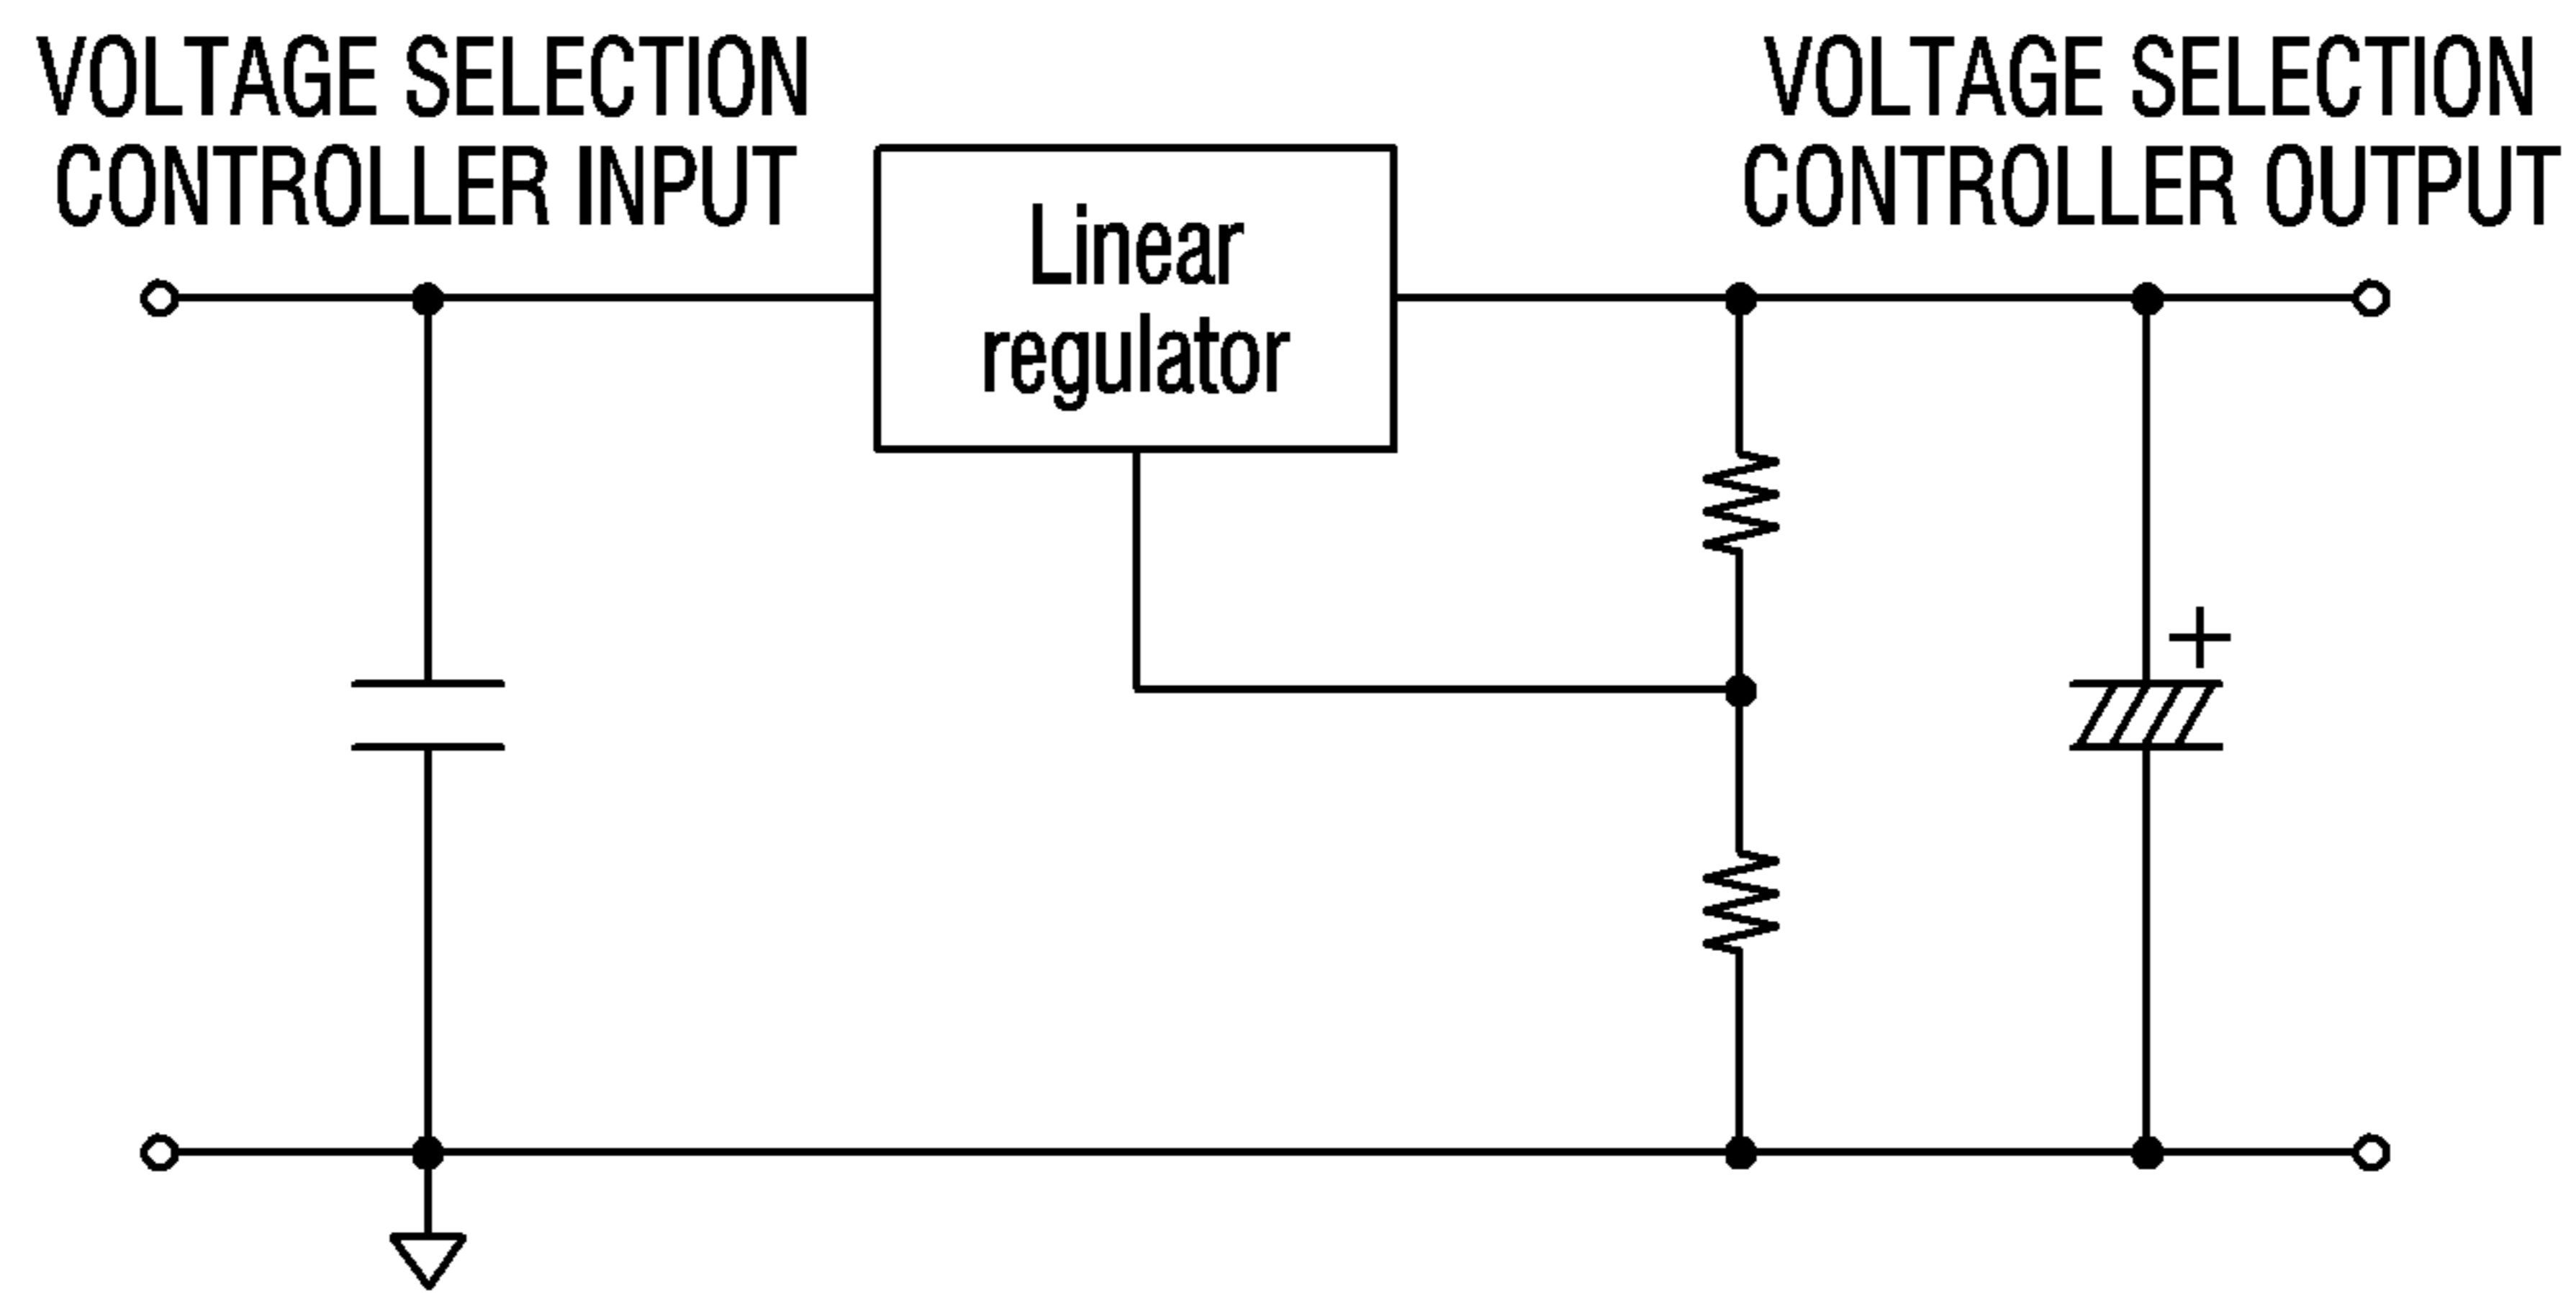 VOLTAGE SELECTION
CONTROLLER INPUT
Linear
regulator
VOLTAGE SELECTION
CONTROLLER OUTPUT
+